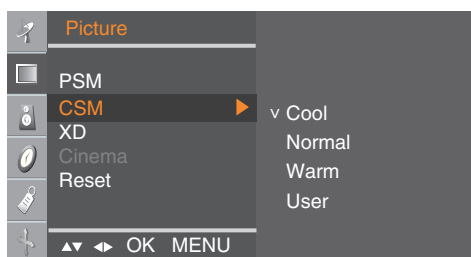 Picture
PSM
CSM
XD
Cinema
Reset
v Cool
Normal
Warm
User
OK MENU